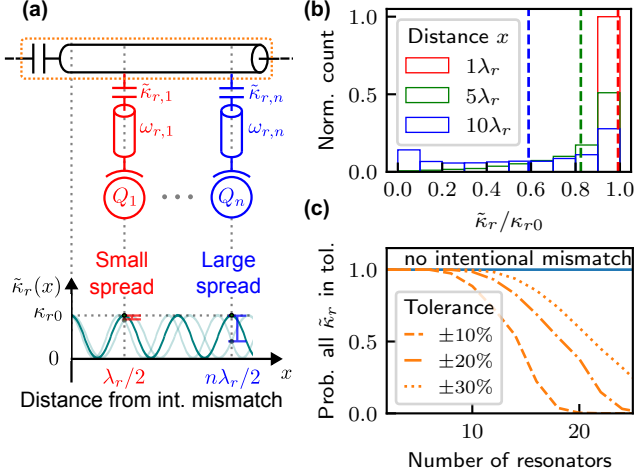 (a)
κ̃r,1
κ̃r,n
ωr,1
ωr,n
Q1
Qn
Small
spread
Large
spread
κ̃r(x)
κr0
0
λr/2
nλr/2
x
Distance from int. mismatch
(b)
Norm. count
1.0
0.5
0.0
Distance x
1λr
5λr
10λr
0.0 0.2 0.4 0.6 0.8 1.0
κ̃r/κr0
(c)
Prob. all κ̃r in tol.
no intentional mismatch
1.0
0.5
0.0
Tolerance
±10%
±20%
±30%
10 20
Number of resonators